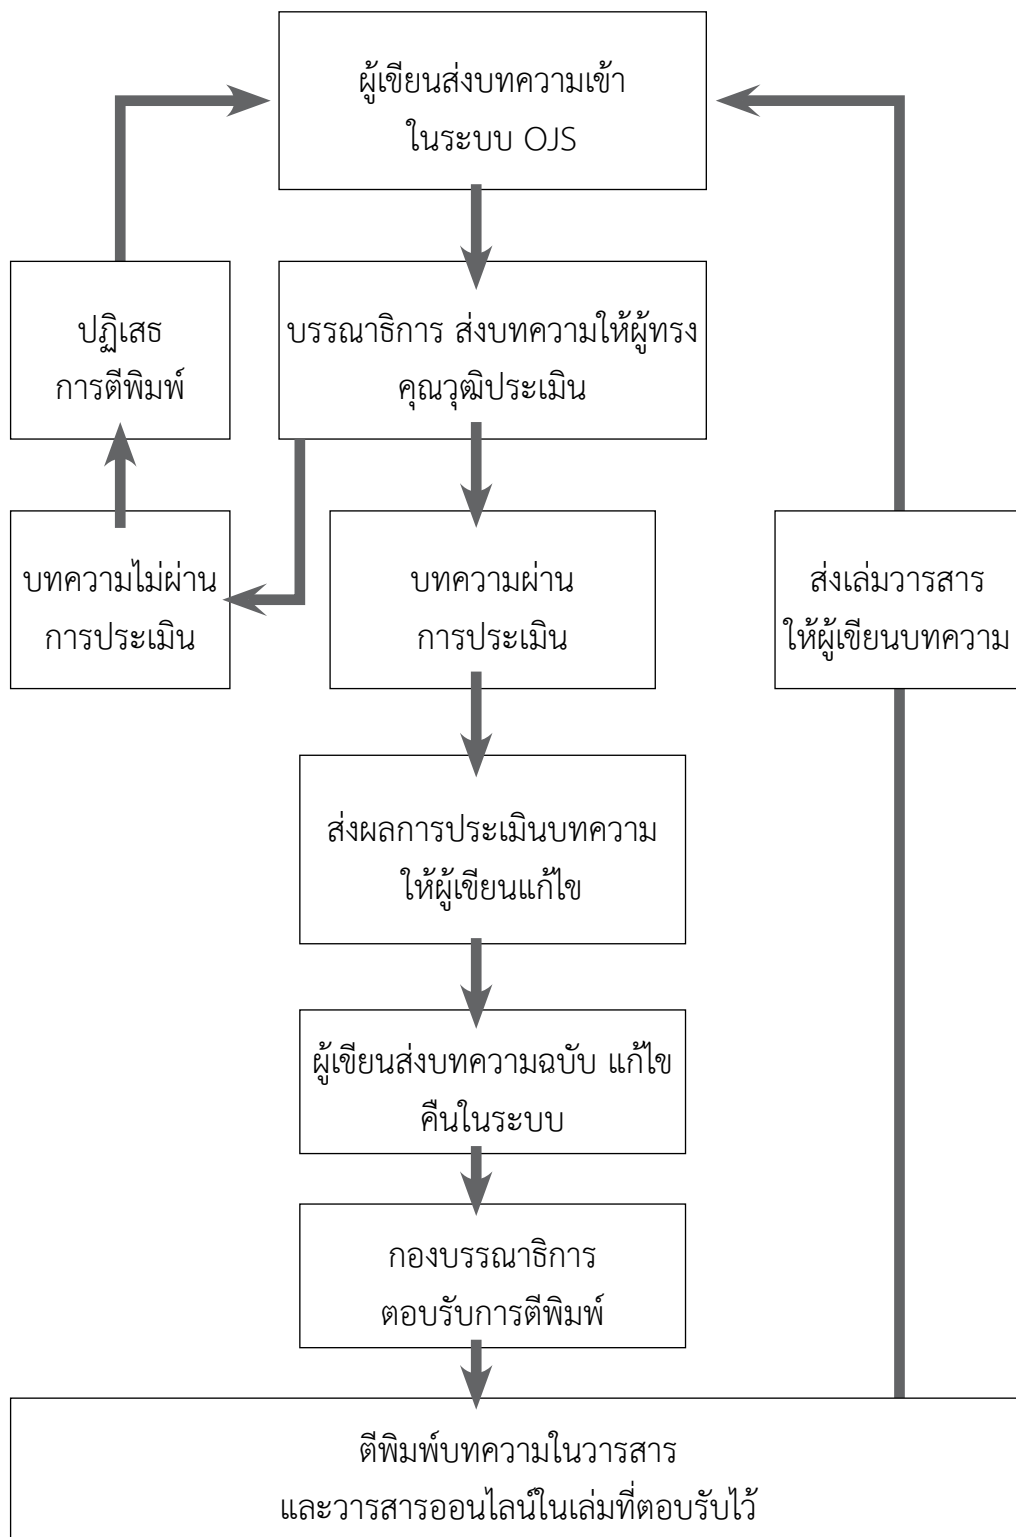 ผู้เขียนส่งบทความเข้า
ในระบบ OJS
ปฏิเสธ
การตีพิมพ์
บรรณาธิการ ส่งบทความให้ผู้ทรง
คุณวุฒิประเมิน
บทความไม่ผ่าน
การประเมิน
บทความผ่าน
การประเมิน
ส่งเล่มวารสาร
ให้ผู้เขียนบทความ
ส่งผลการประเมินบทความ
ให้ผู้เขียนแก้ไข
ผู้เขียนส่งบทความฉบับ แก้ไข
คืนในระบบ
กองบรรณาธิการ
ตอบรับการตีพิมพ์
ตีพิมพ์บทความในวารสาร
และวารสารออนไลน์ในเล่มที่ตอบรับไว้